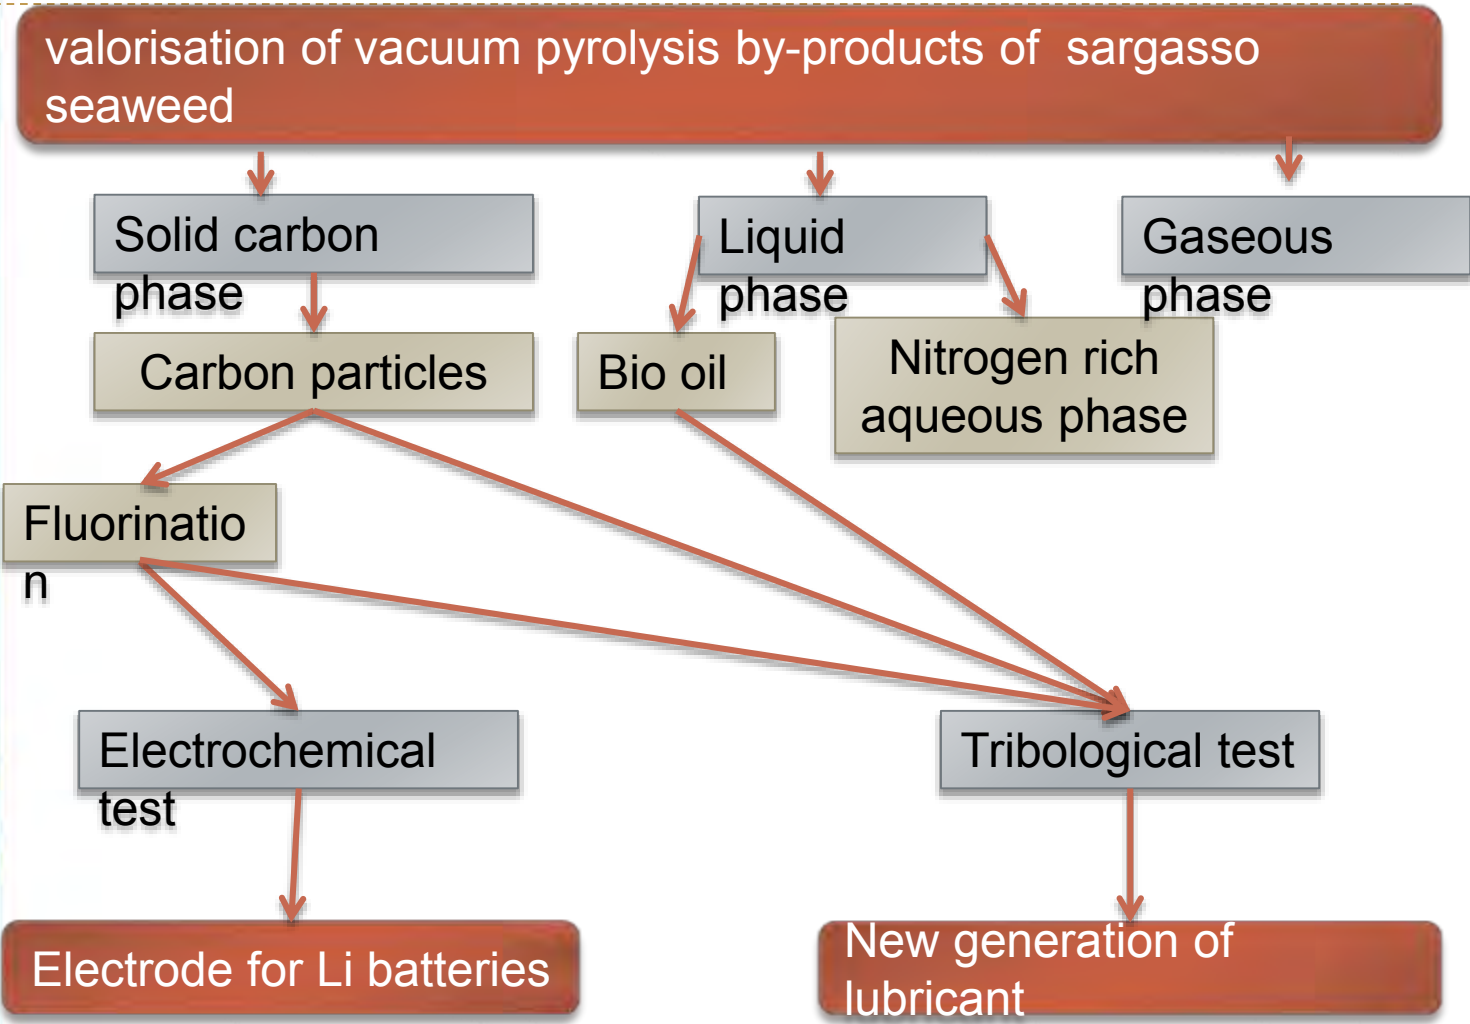 valorisation of vacuum pyrolysis by-products of sargasso
seaweed
Solid carbon
phase
Liquid
phase
Gaseous
phase
Carbon particles
Bio oil
Nitrogen rich
aqueous phase
Fluorinatio
n
Electrochemical
test
Tribological test
Electrode for Li batteries
New generation of
lubricant